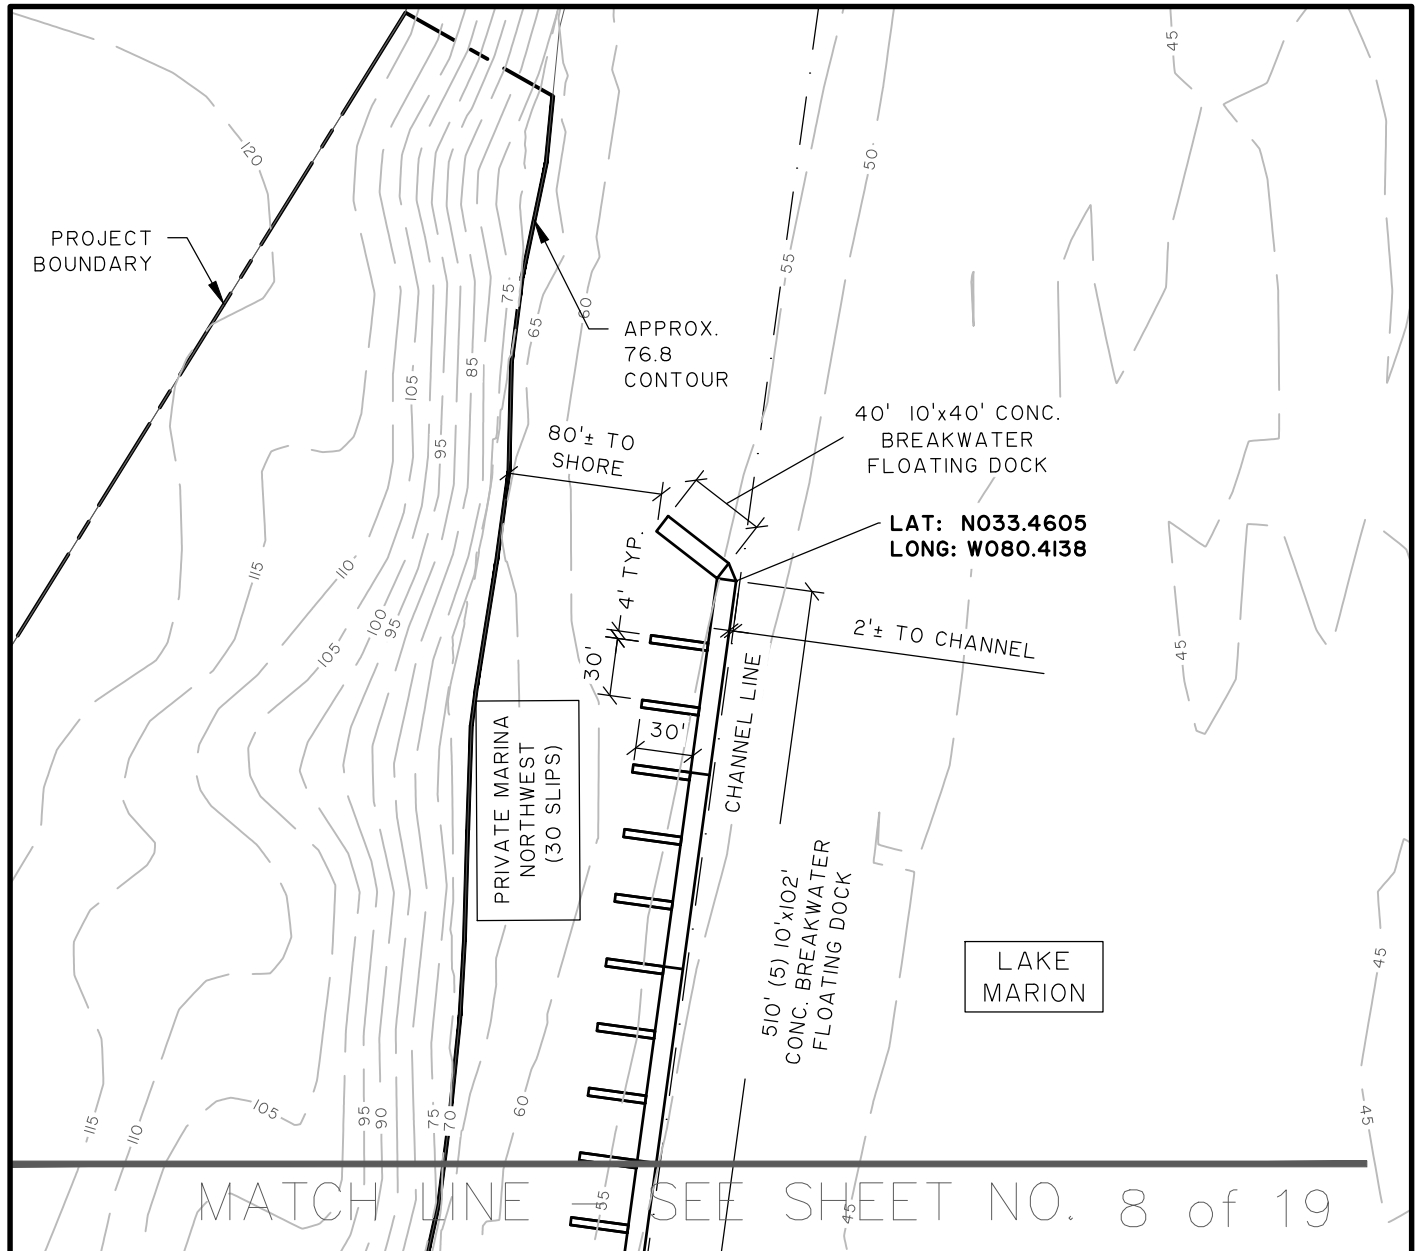 45
50
120
PROJECT
BOUNDARY
55
75
65
60
APPROX.
76.8
CONTOUR
85
105
95
40' 10'x40' CONC.
BREAKWATER
FLOATING DOCK
80'± TO
SHORE
LAT: N033.4605
LONG: W080.4138
4' TYP.
115
110
100
95
105
30'
2'± TO CHANNEL
45
CHANNEL LINE
30'
PRIVATE MARINA
NORTHWEST
(30 SLIPS)
510' (5) 10'x102'
CONC. BREAKWATER
FLOATING DOCK
LAKE
MARION
45
115
110
105
95
90
75
70
60
45
MATCH LINE - SEE SHEET NO. 8 of 19
55
45